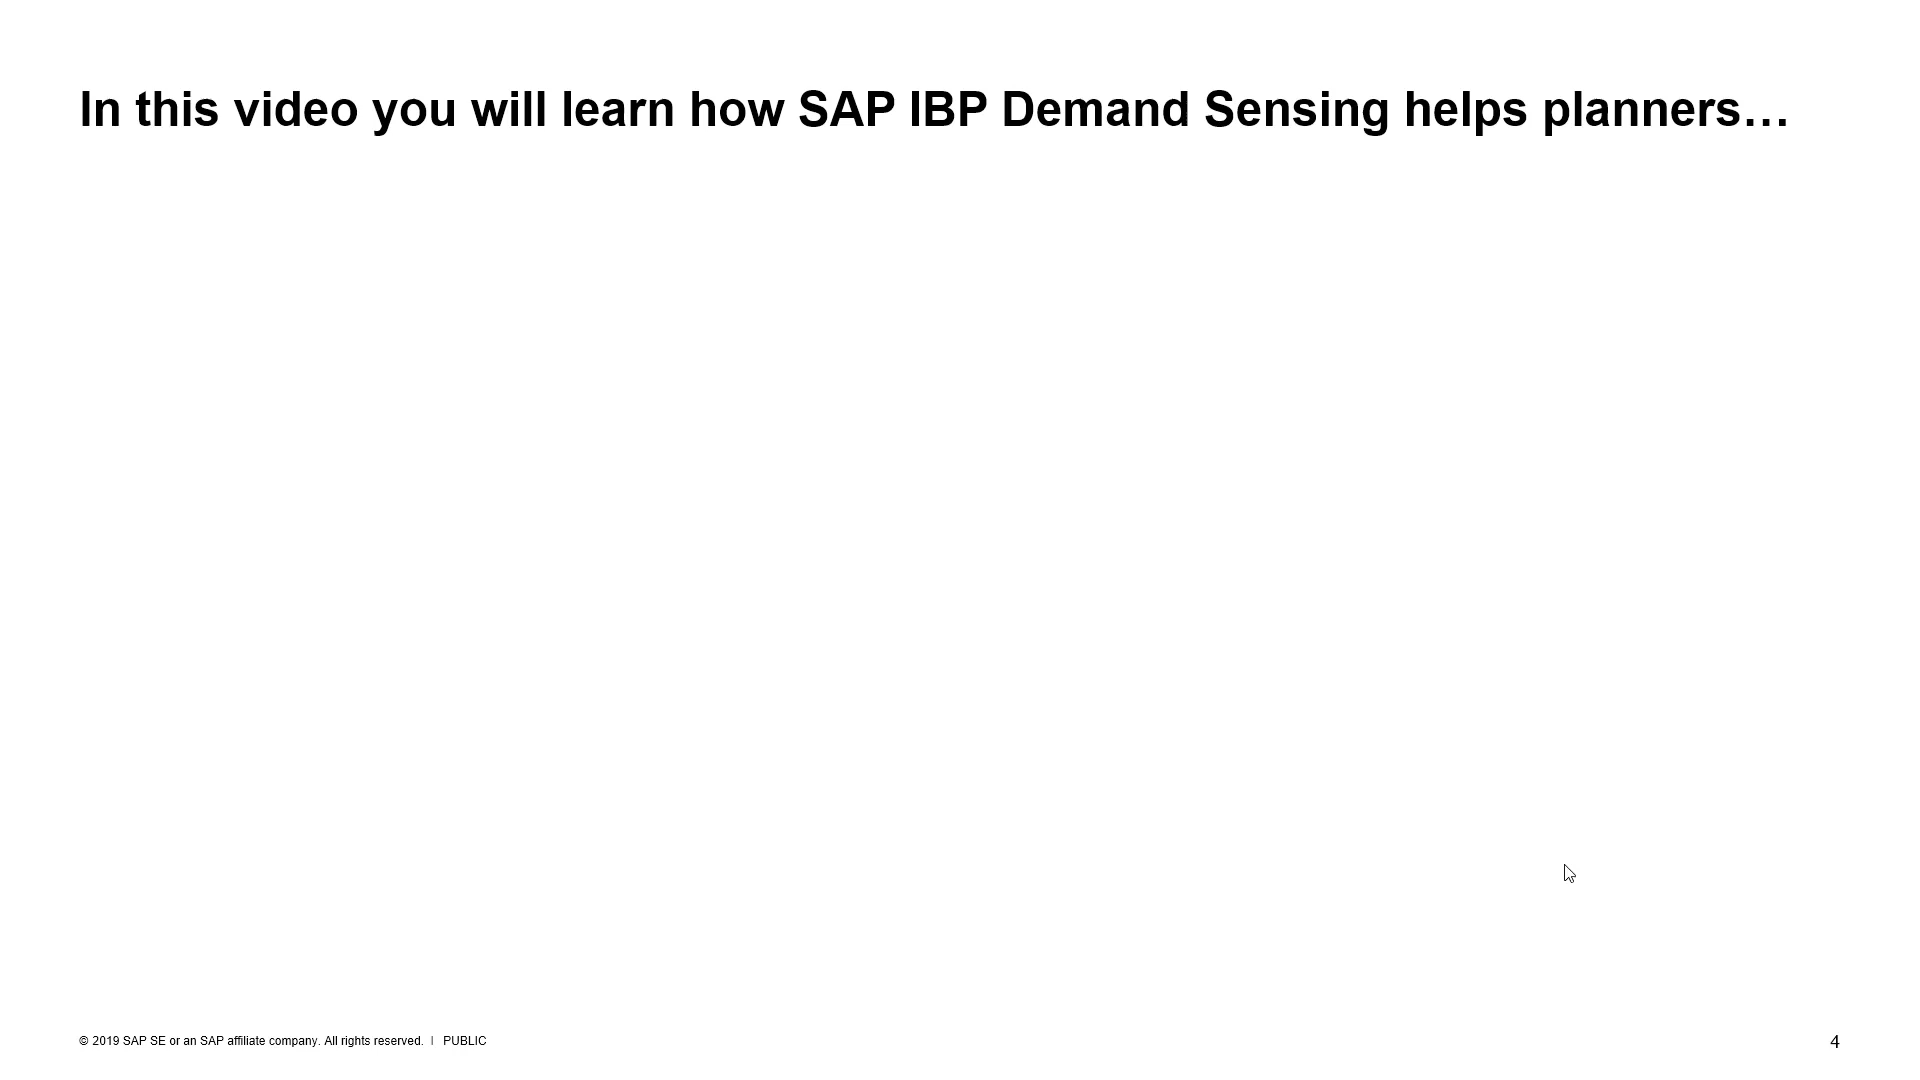 In this video you will learn how SAP IBP Demand Sensing helps planners…
© 2019 SAP SE or an SAP affiliate company. All rights reserved. | PUBLIC
4